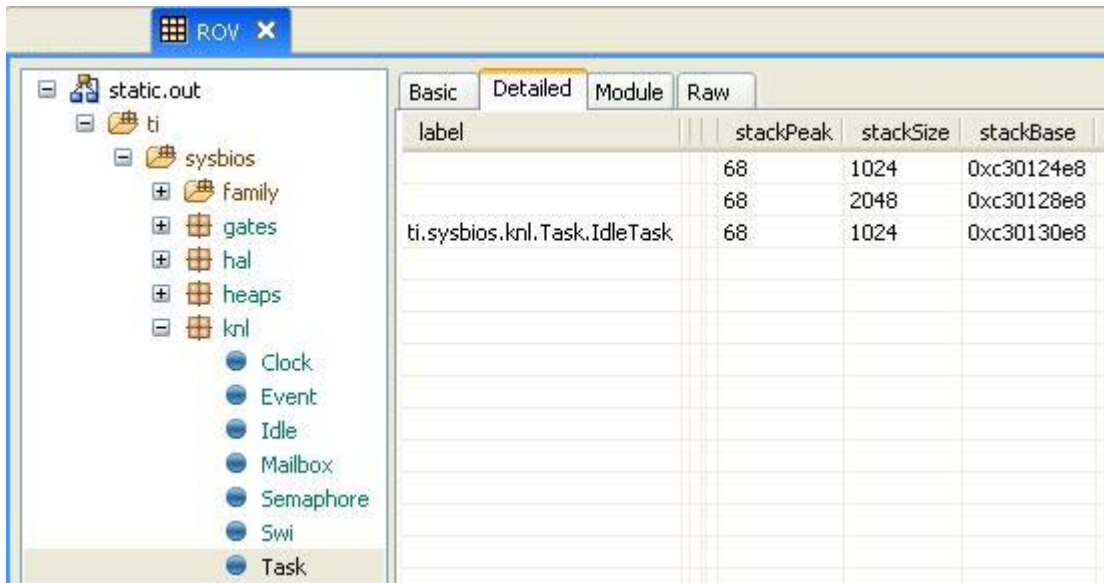 ROV
static.out
ti
sysbios
family
gates
hal
heaps
knl
Clock
Event
Idle
Mailbox
Semaphore
Swi
Task
Basic Detailed Module Raw
label stackPeak stackSize stackBase
68 1024 0xc30124e8
68 2048 0xc30128e8
ti.sysbios.knl.Task.IdleTask 68 1024 0xc30130e8